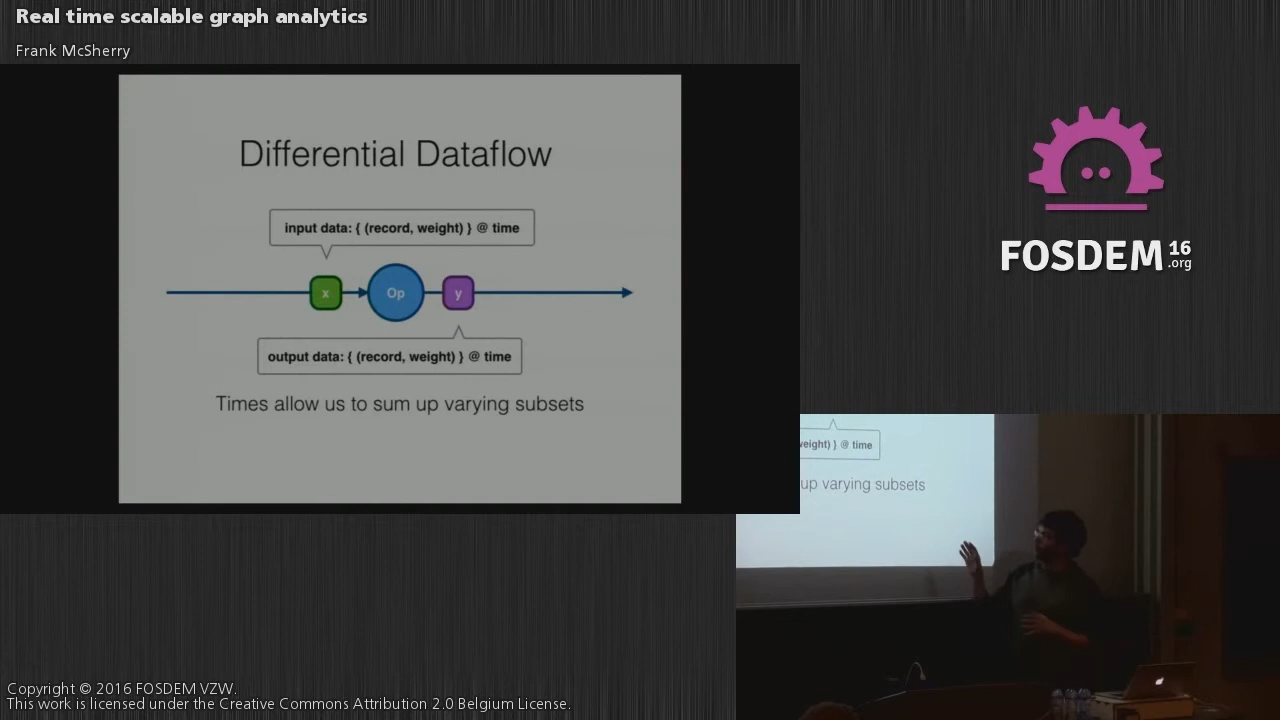 Real time scalable graph analytics
Frank McSherry
Differential Dataflow
input data: { (record, weight) } @ time
x
Op
y
output data: { (record, weight) } @ time
Times allow us to sum up varying subsets
FOSDEM 16
.org
weight) } @ time
up varying subsets
Copyright © 2016 FOSDEM VZW.
This work is licensed under the Creative Commons Attribution 2.0 Belgium License.